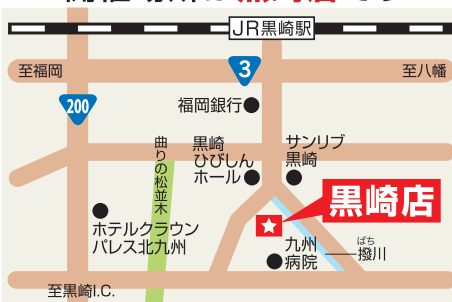 JR黒崎駅
至福岡
3
至八幡
200
福岡銀行
曲りの松並木
黒崎
ひびしん
ホール
サンリブ
黒崎
黒崎店
ホテルクラウン
パレス北九州
九州
病院
ばち
撥川
至黒崎I.C.